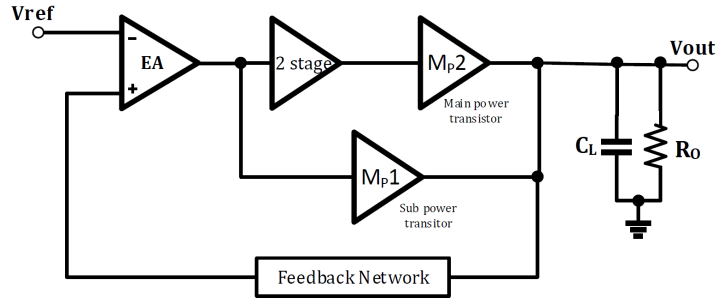 Vref
-
EA
+
2 stage
MP2
Main power
transistor
Vout
CL
RO
MP1
Sub power
transitor
Feedback Network